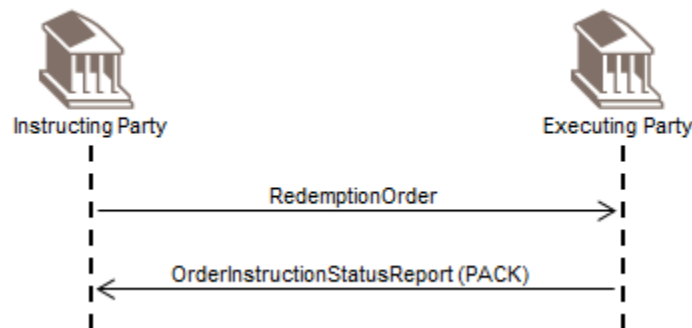 Instructing Party
Executing Party
RedemptionOrder
OrderInstructionStatusReport (PACK)